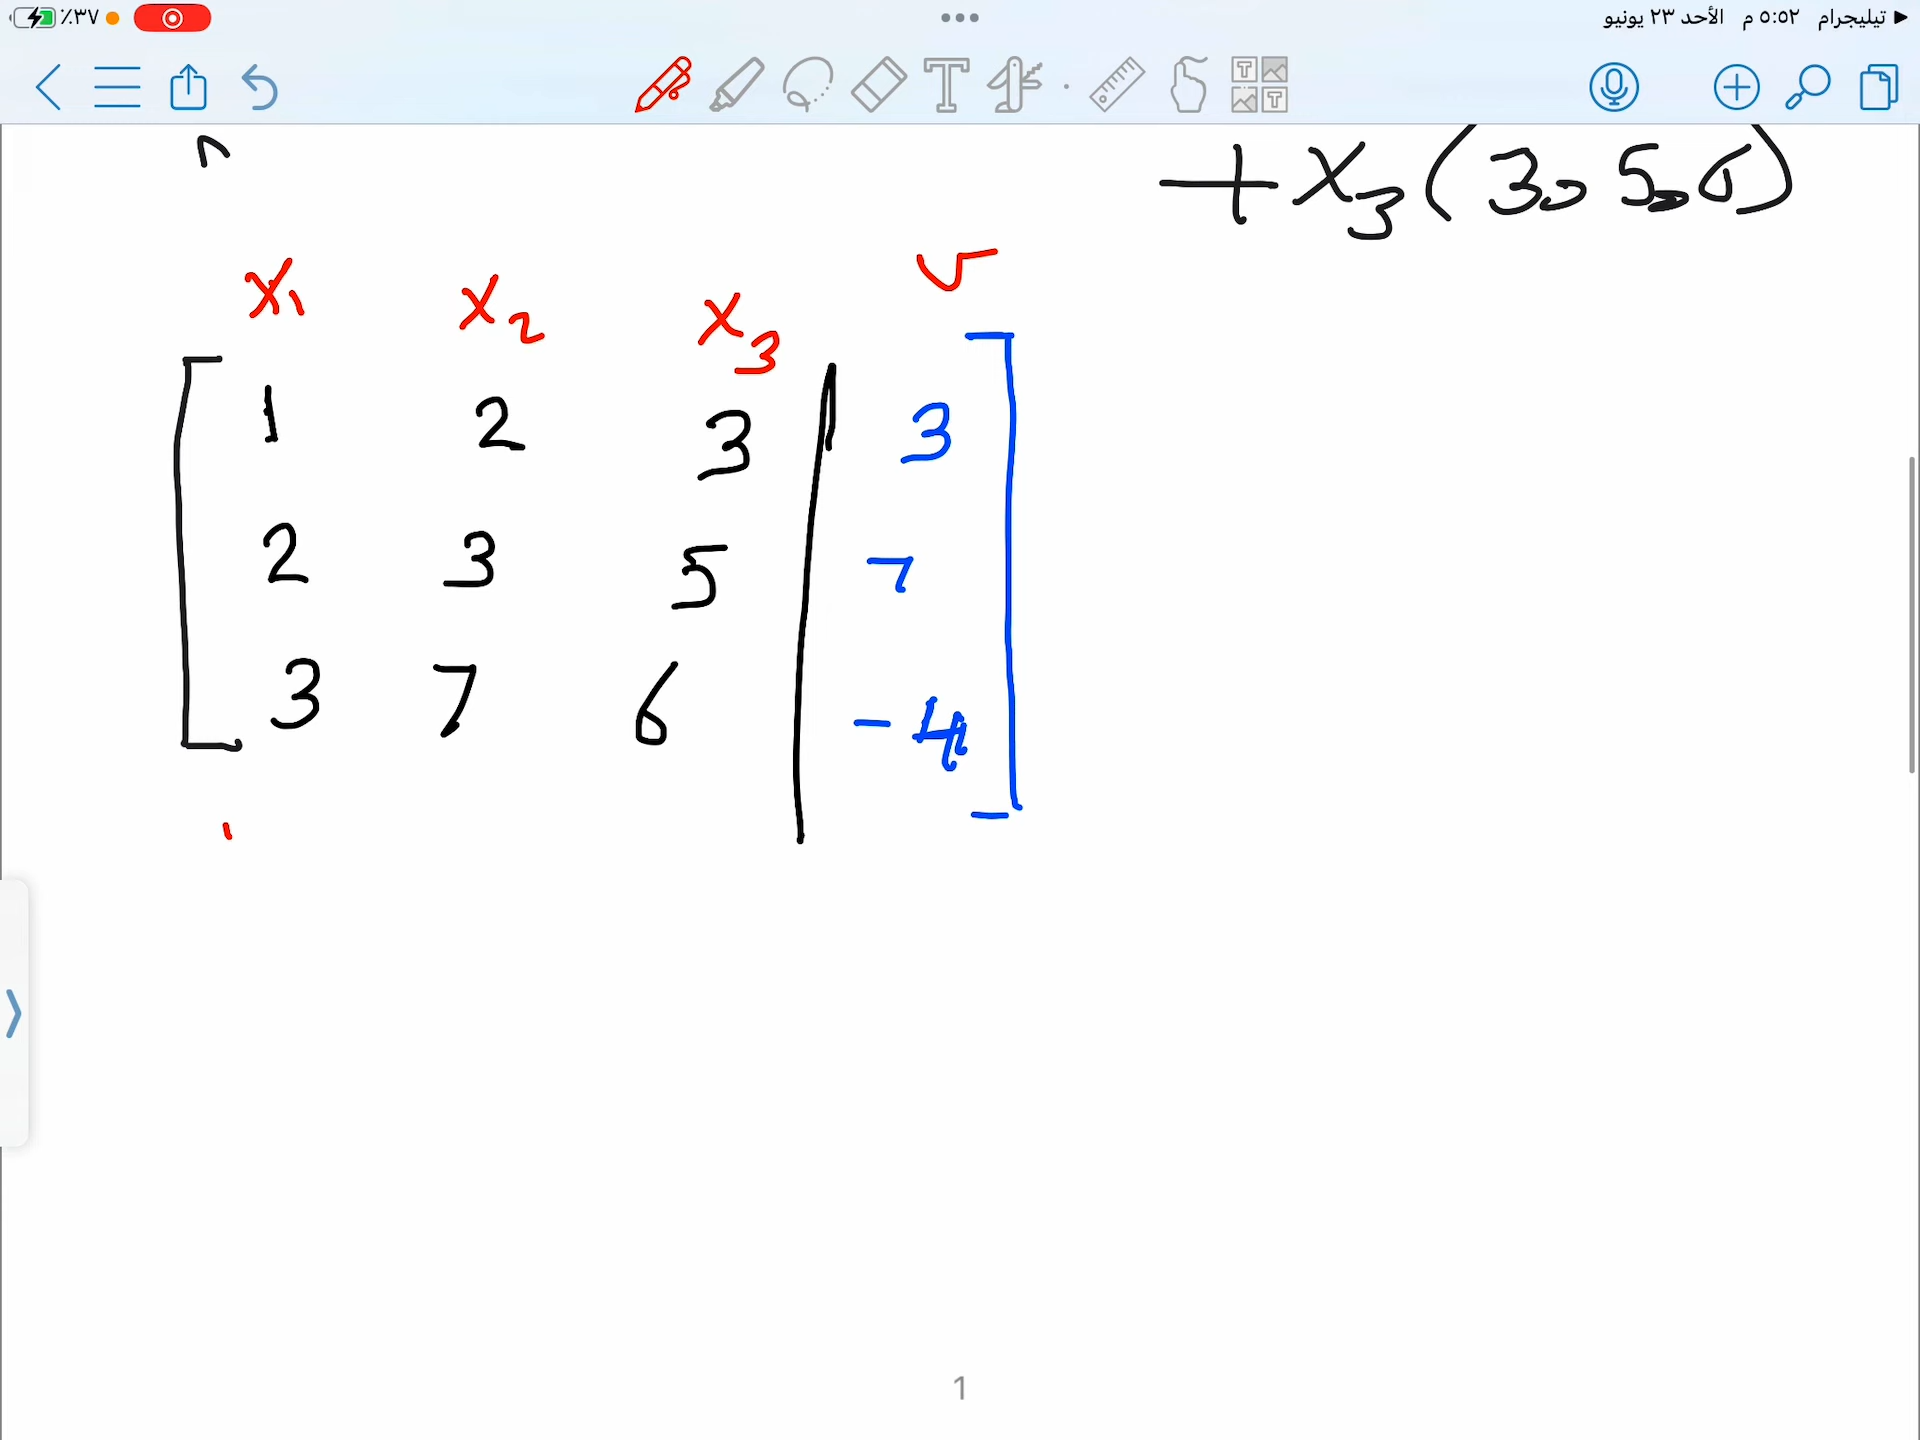 ٪٣٧
تيليجرام ٥:٥٢ م الأحد ٢٣ يونيو
+ x₃ (3, 5, 6)
x₁ x₂ x₃ v
1 2 3 | 3
2 3 5 | 7
3 7 6 | -4
1